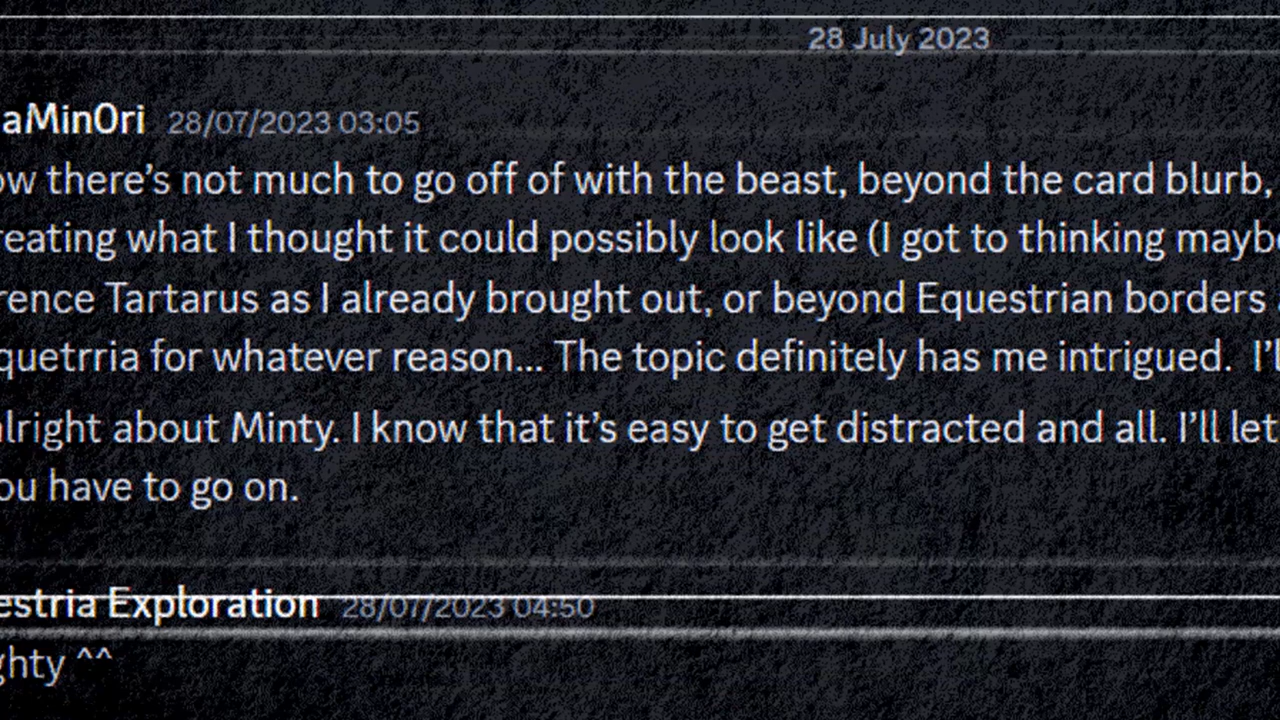 28 July 2023
aMinOri 28/07/2023 03:05
ow there's not much to go off of with the beast, beyond the card blurb,
reating what I thought it could possibly look like (I got to thinking maybe
rence Tartarus as I already brought out, or beyond Equestrian borders
quetrria for whatever reason... The topic definitely has me intrigued. I'l
alright about Minty. I know that it's easy to get distracted and all. I'll let
ou have to go on.
estria Exploration 28/07/2023 04:50
ghty ^^